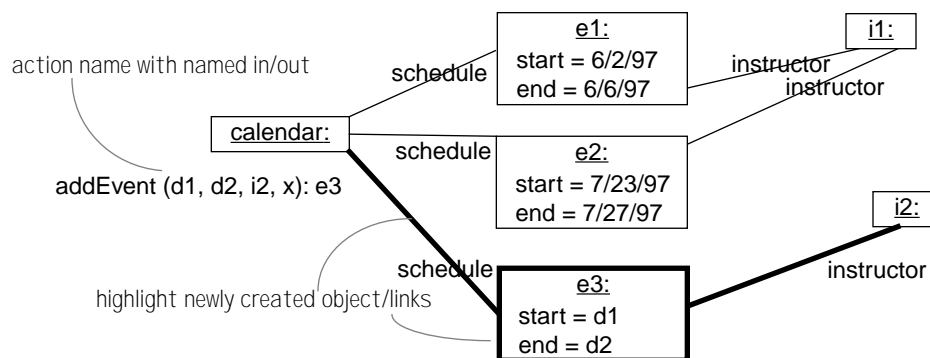 e1:
start = 6/2/97
end = 6/6/97
i1:
action name with named in/out
schedule
instructor
instructor
calendar:
schedule
e2:
start = 7/23/97
end = 7/27/97
addEvent (d1, d2, i2, x): e3
i2:
schedule
instructor
highlight newly created object/links
e3:
start = d1
end = d2